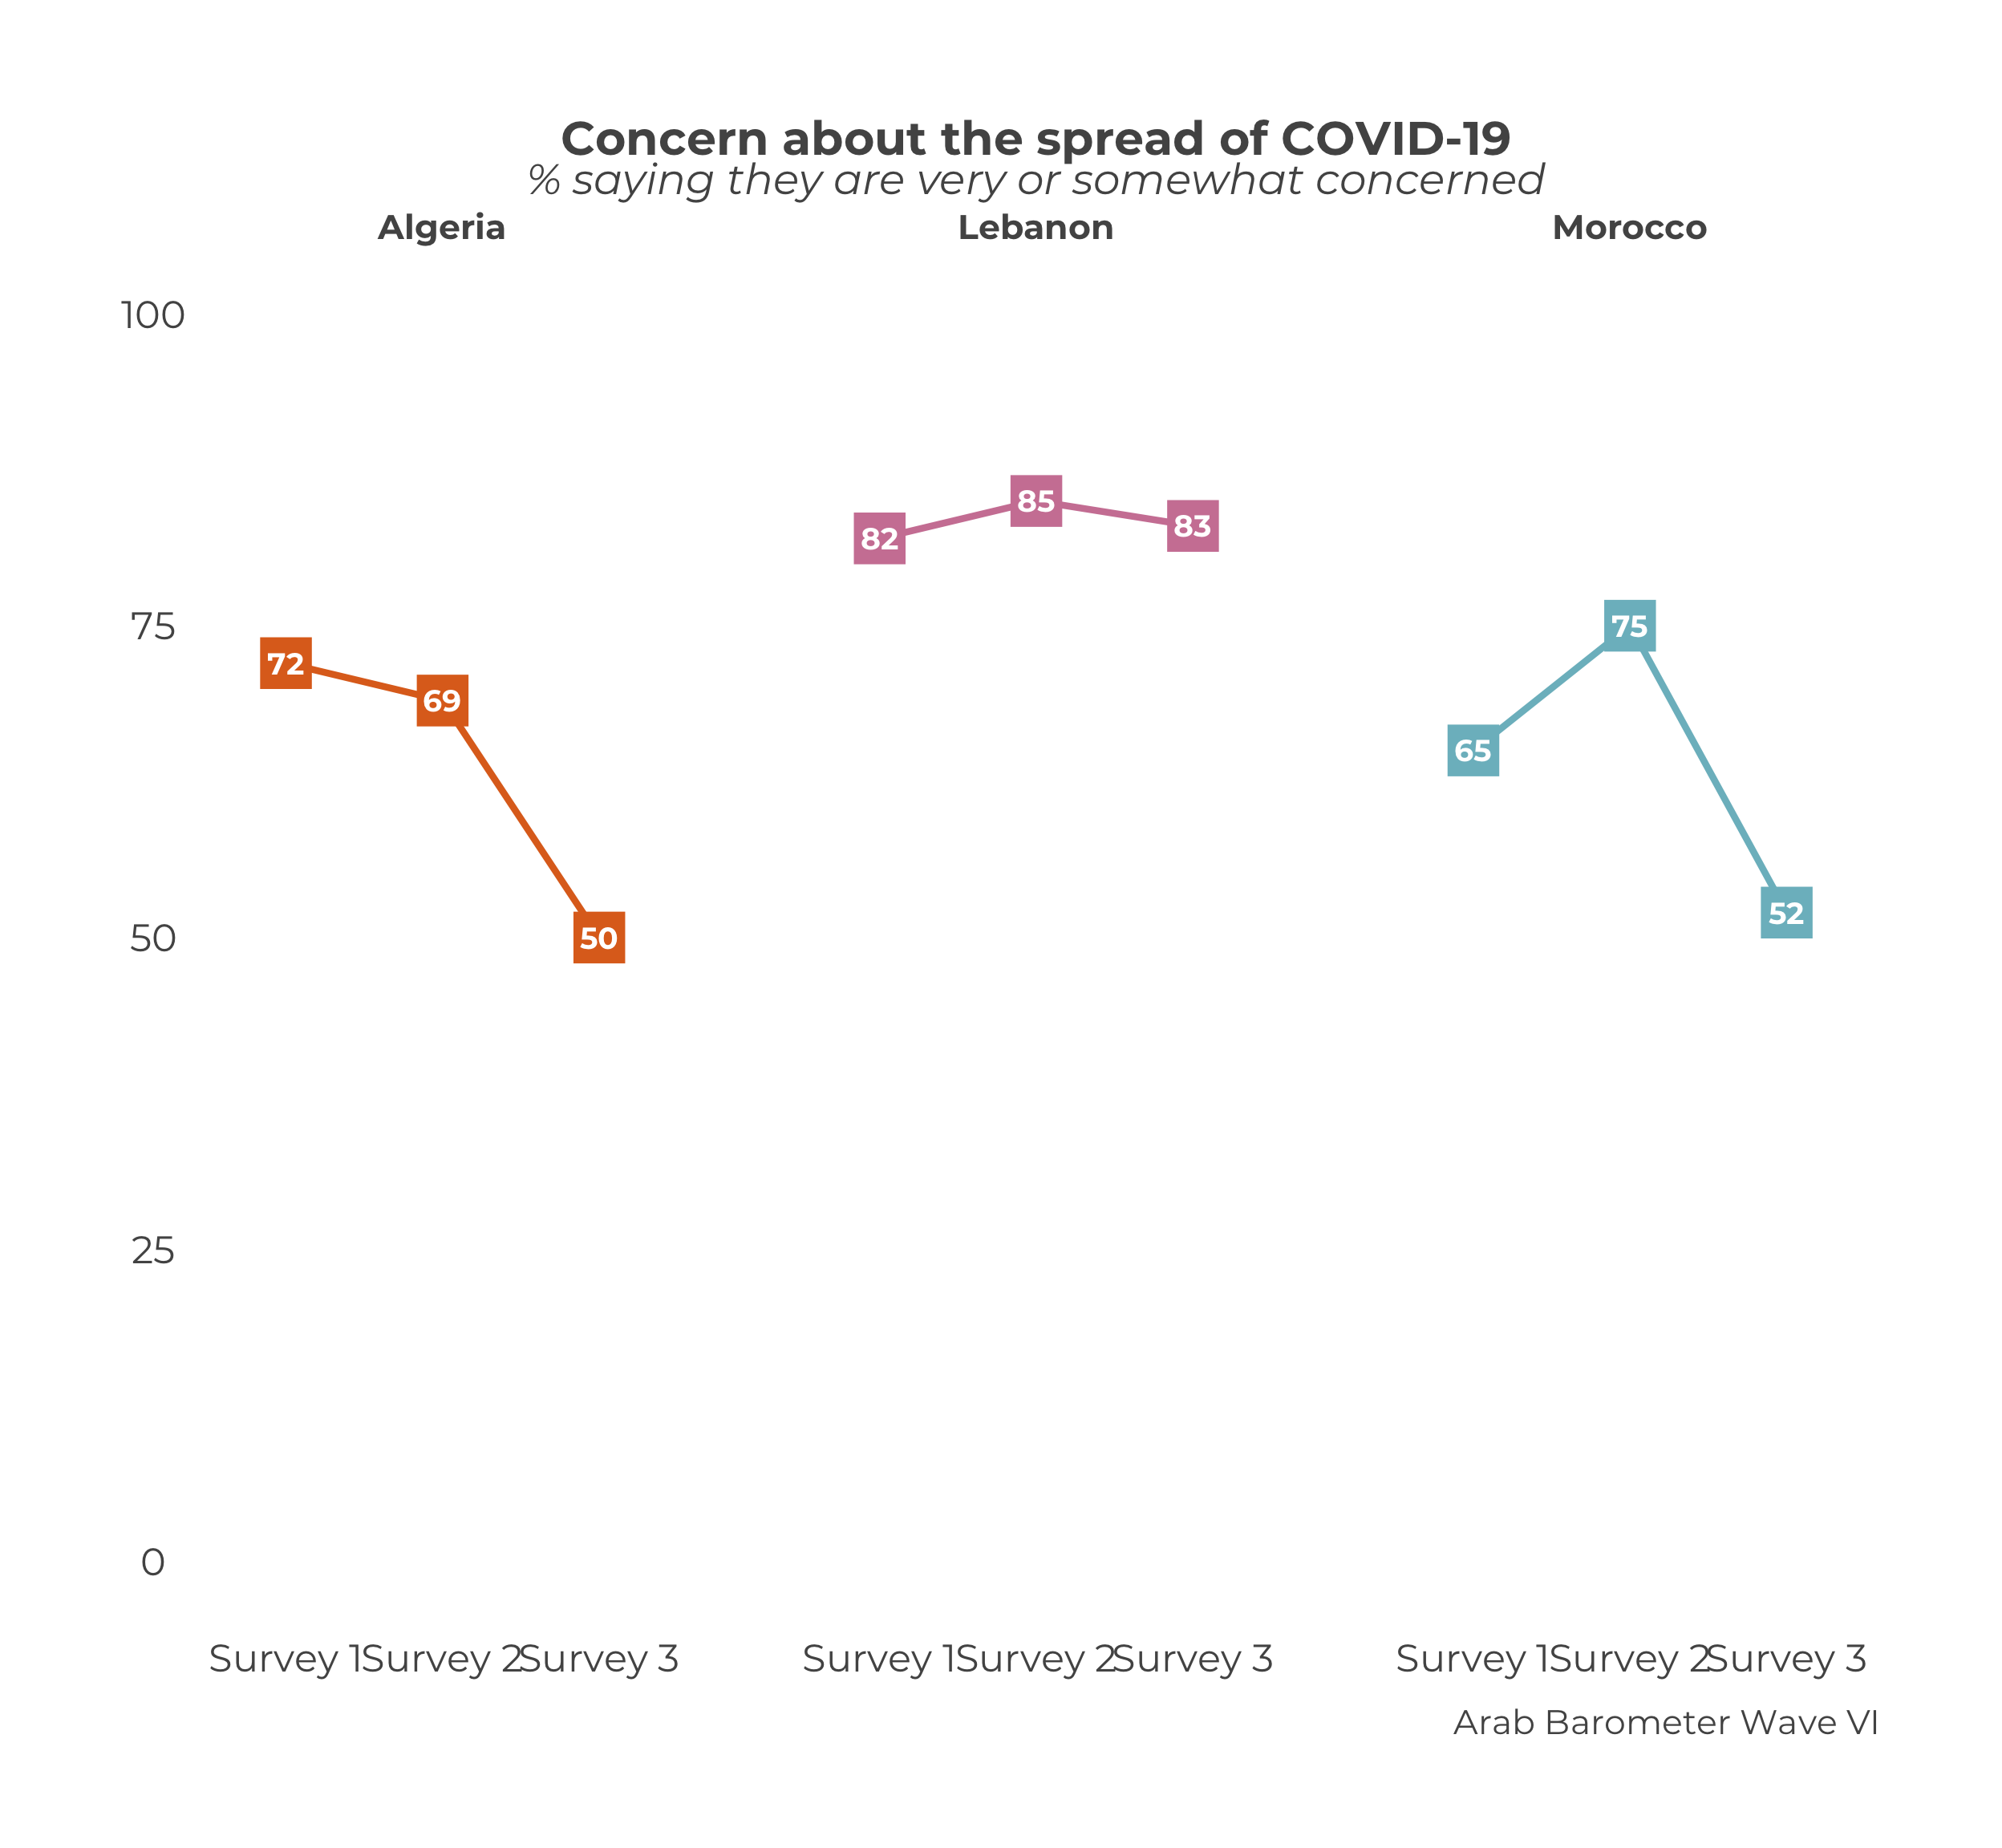 Concern about the spread of COVID-19
% saying they are very or somewhat concerned
Algeria
Lebanon
Morocco
100
75
50
25
0
72
69
50
82
85
83
65
75
52
Survey 1 Survey 2 Survey 3
Survey 1 Survey 2 Survey 3
Survey 1 Survey 2 Survey 3
Arab Barometer Wave VI